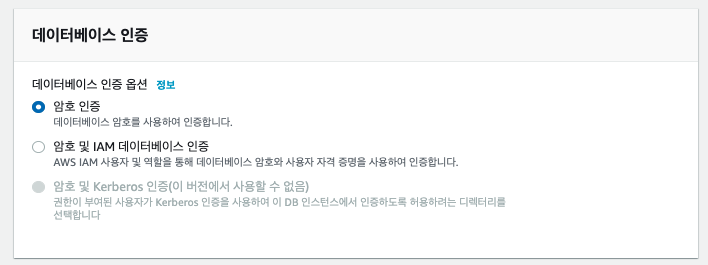 데이터베이스 인증
데이터베이스 인증 옵션 정보
암호 인증
데이터베이스 암호를 사용하여 인증합니다.
암호 및 IAM 데이터베이스 인증
AWS IAM 사용자 및 역할을 통해 데이터베이스 암호와 사용자 자격 증명을 사용하여 인증합니다.
암호 및 Kerberos 인증(이 버전에서 사용할 수 없음)
권한이 부여된 사용자가 Kerberos 인증을 사용하여 이 DB 인스턴스에서 인증하도록 허용하려는 디렉터리를
선택합니다